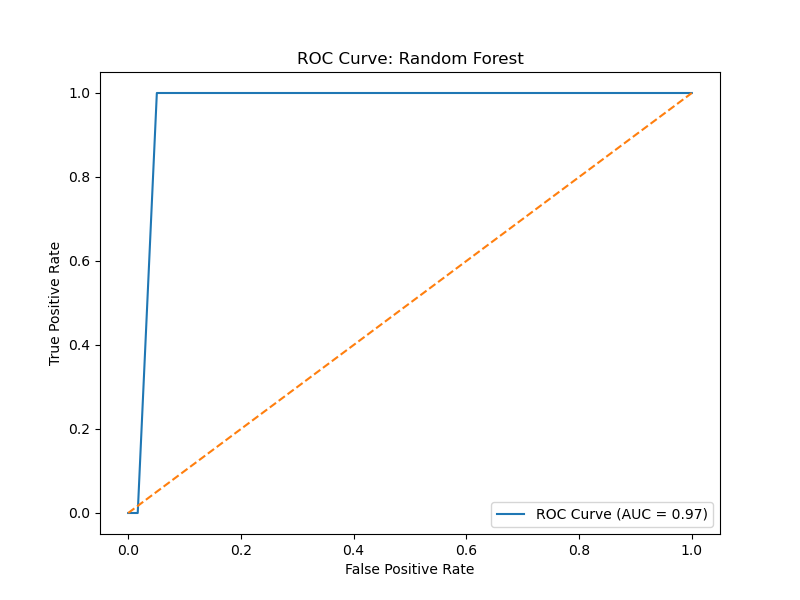 ROC Curve: Random Forest
1.0
0.8
0.6
0.4
0.2
0.0
True Positive Rate
ROC Curve (AUC = 0.97)
0.0 0.2 0.4 0.6 0.8 1.0
False Positive Rate